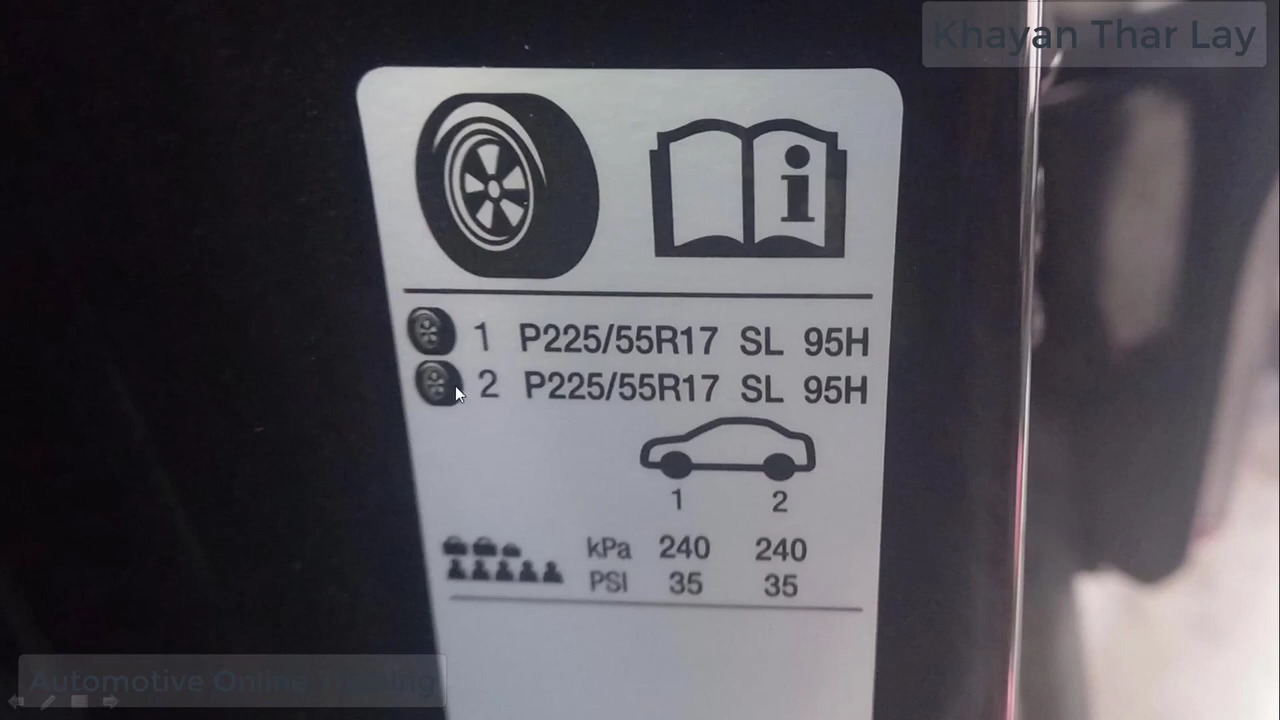 Khayan Thar Lay
1 P225/55R17 SL 95H
2 P225/55R17 SL 95H
1 2
kPa 240 240
PSI 35 35
Automotive Online Training